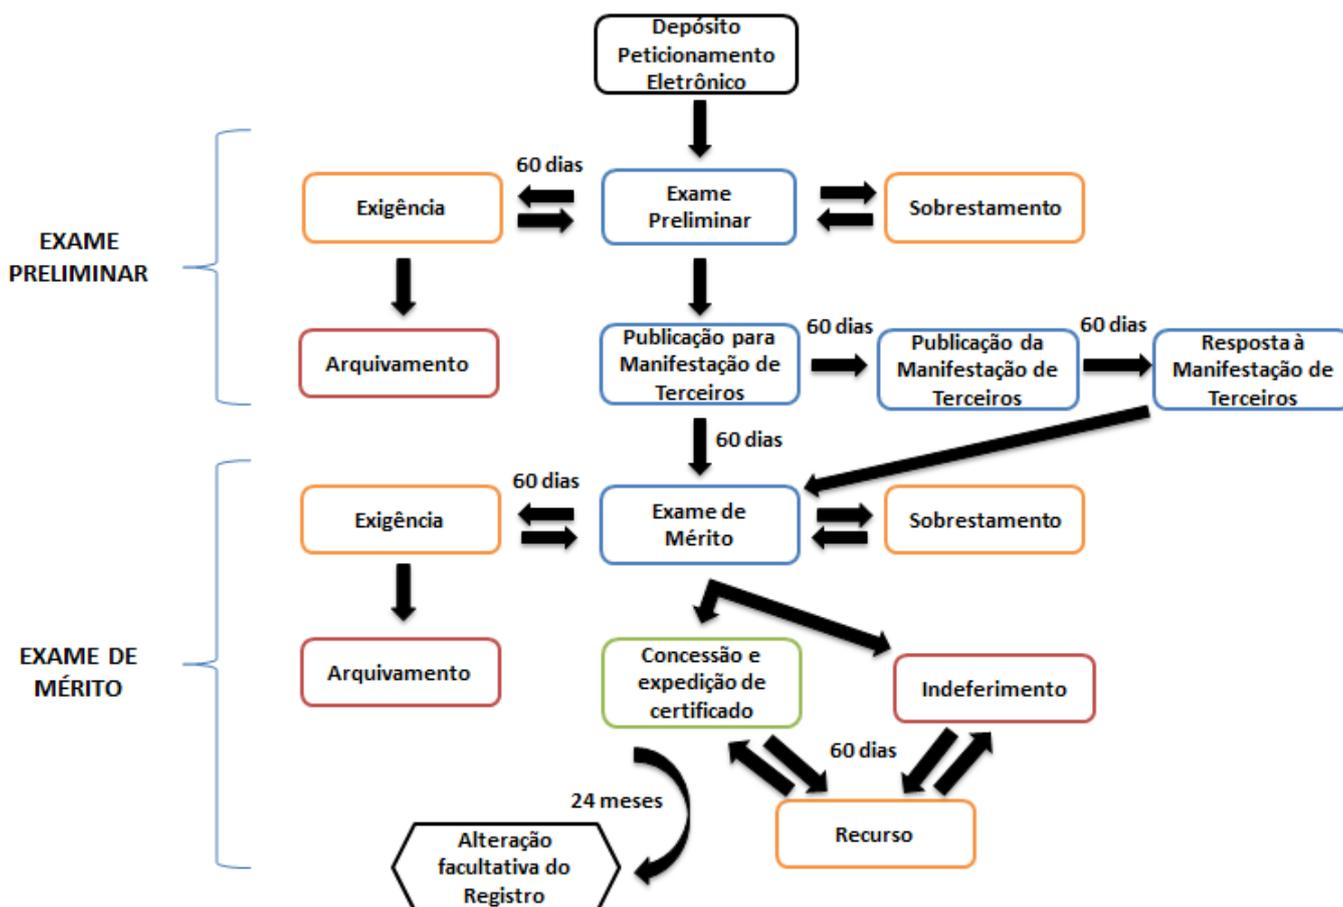 Depósito
Peticionamento
Eletrônico
EXAME
PRELIMINAR
60 dias
Exigência
Exame
Preliminar
Sobrestamento
Arquivamento
Publicação para
Manifestação de
Terceiros
60 dias
Publicação da
Manifestação de
Terceiros
60 dias
Resposta à
Manifestação de
Terceiros
60 dias
EXAME DE
MÉRITO
60 dias
Exigência
Exame de
Mérito
Sobrestamento
Arquivamento
Concessão e
expedição de
certificado
Indeferimento
60 dias
24 meses
Recurso
Alteração
facultativa do
Registro